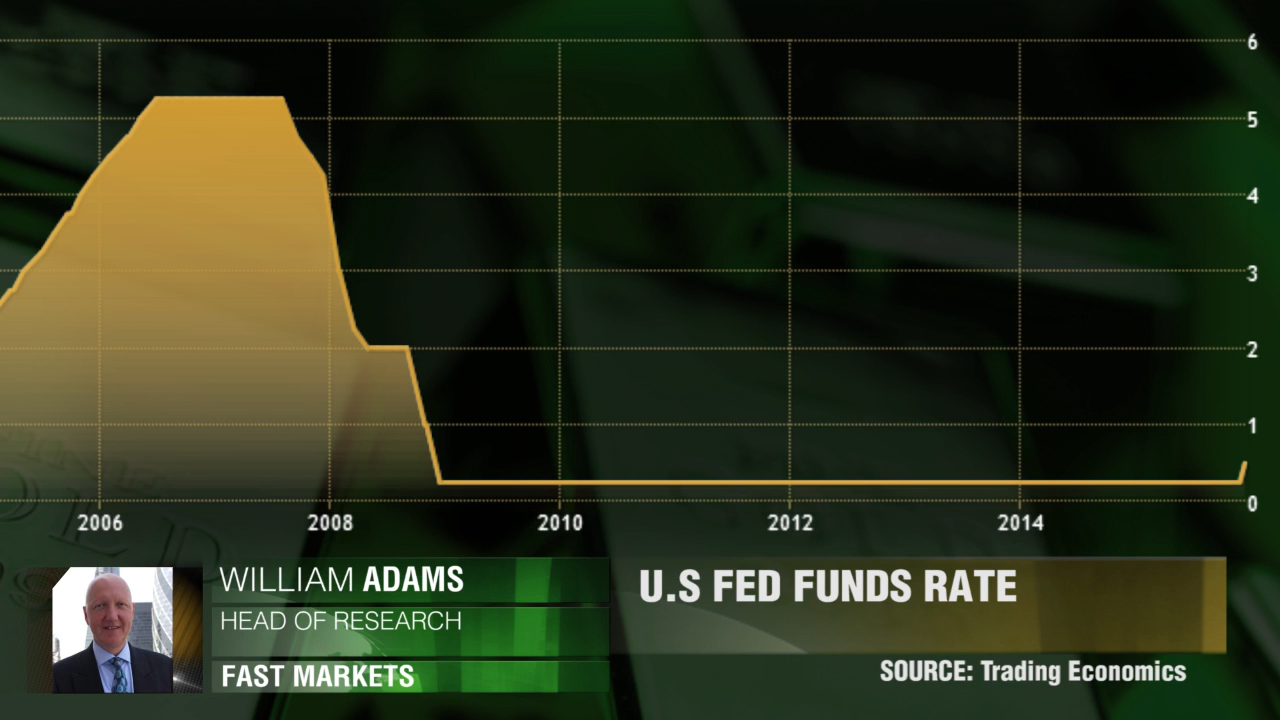 6
5
4
3
2
1
0
2006 2008 2010 2012 2014
WILLIAM ADAMS
HEAD OF RESEARCH
FAST MARKETS
U.S FED FUNDS RATE
SOURCE: Trading Economics